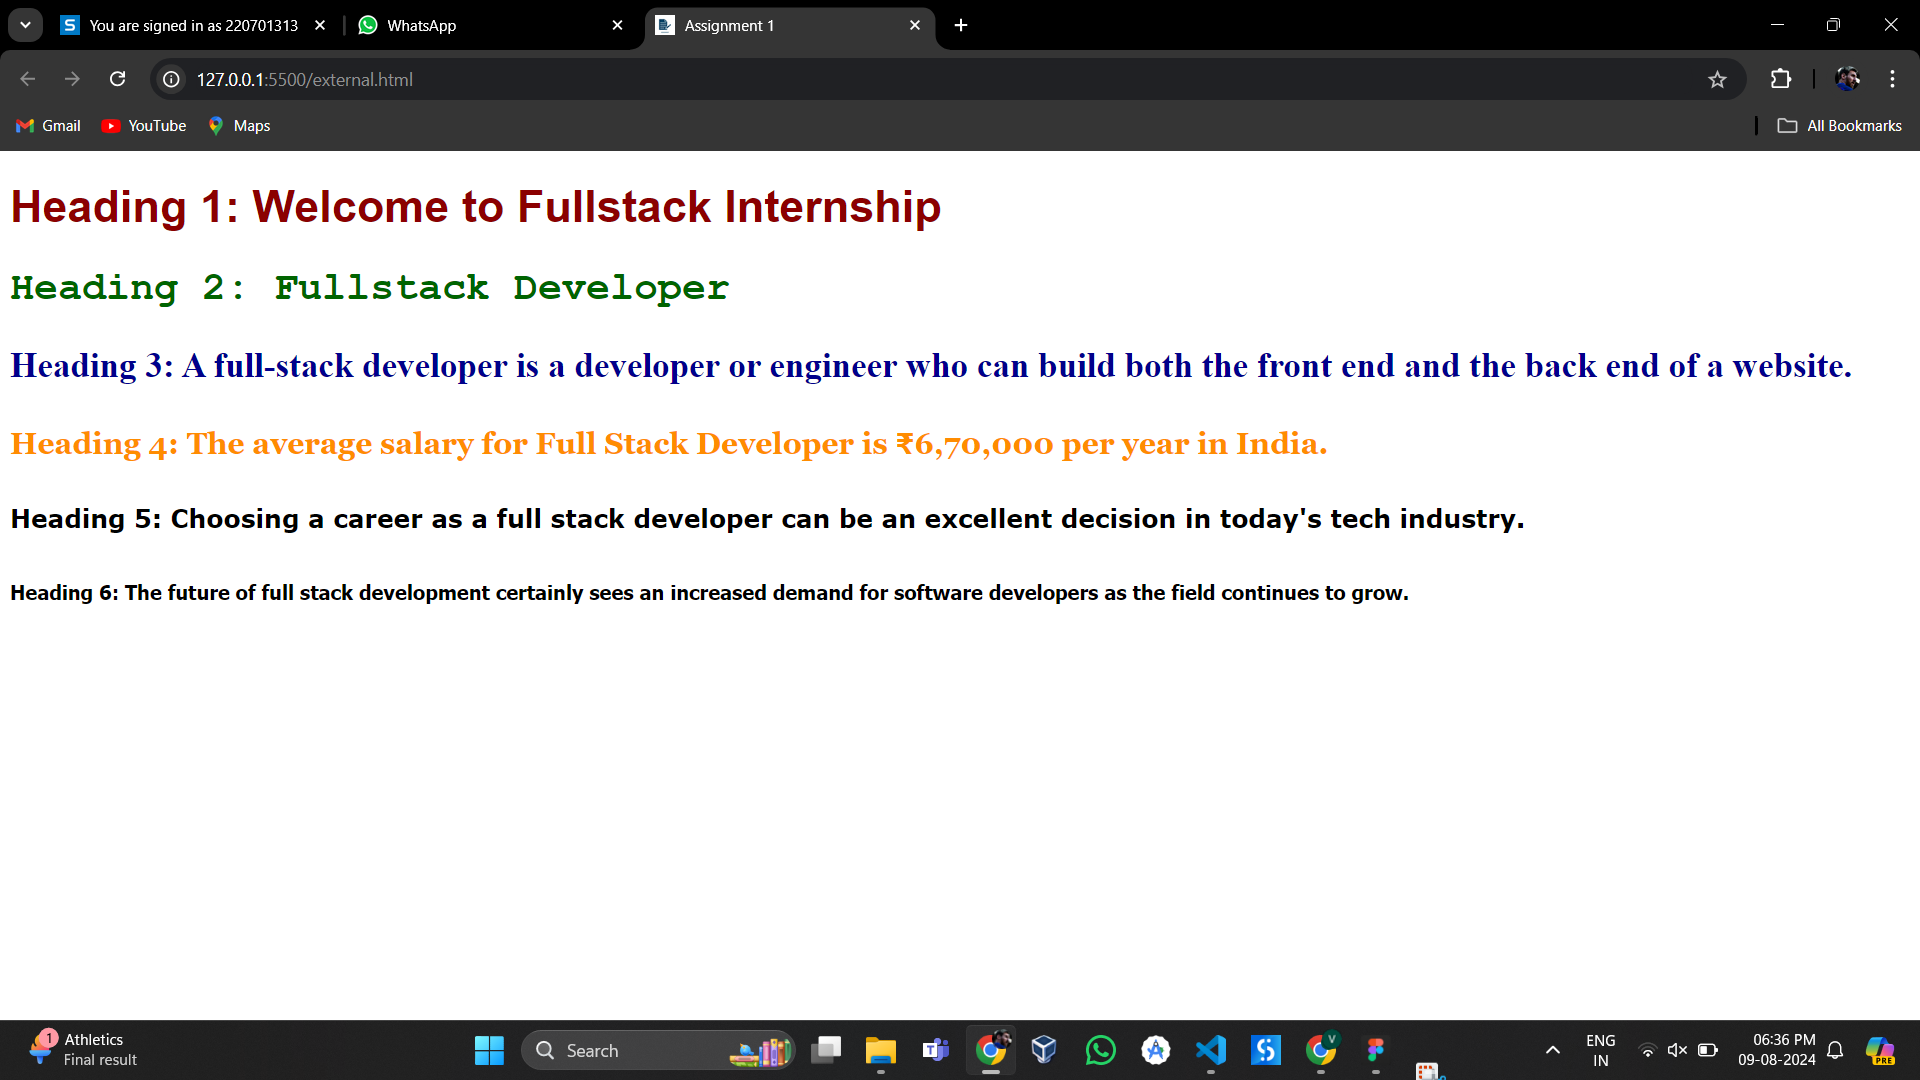 You are signed in as 220701313
WhatsApp
Assignment 1
127.0.0.1:5500/external.html
Gmail
YouTube
Maps
All Bookmarks
Heading 1: Welcome to Fullstack Internship
Heading 2: Fullstack Developer
Heading 3: A full-stack developer is a developer or engineer who can build both the front end and the back end of a website.
Heading 4: The average salary for Full Stack Developer is ₹6,70,000 per year in India.
Heading 5: Choosing a career as a full stack developer can be an excellent decision in today's tech industry.
Heading 6: The future of full stack development certainly sees an increased demand for software developers as the field continues to grow.
1
Athletics
Final result
Search
V
ENG
IN
06:36 PM
09-08-2024
PRE